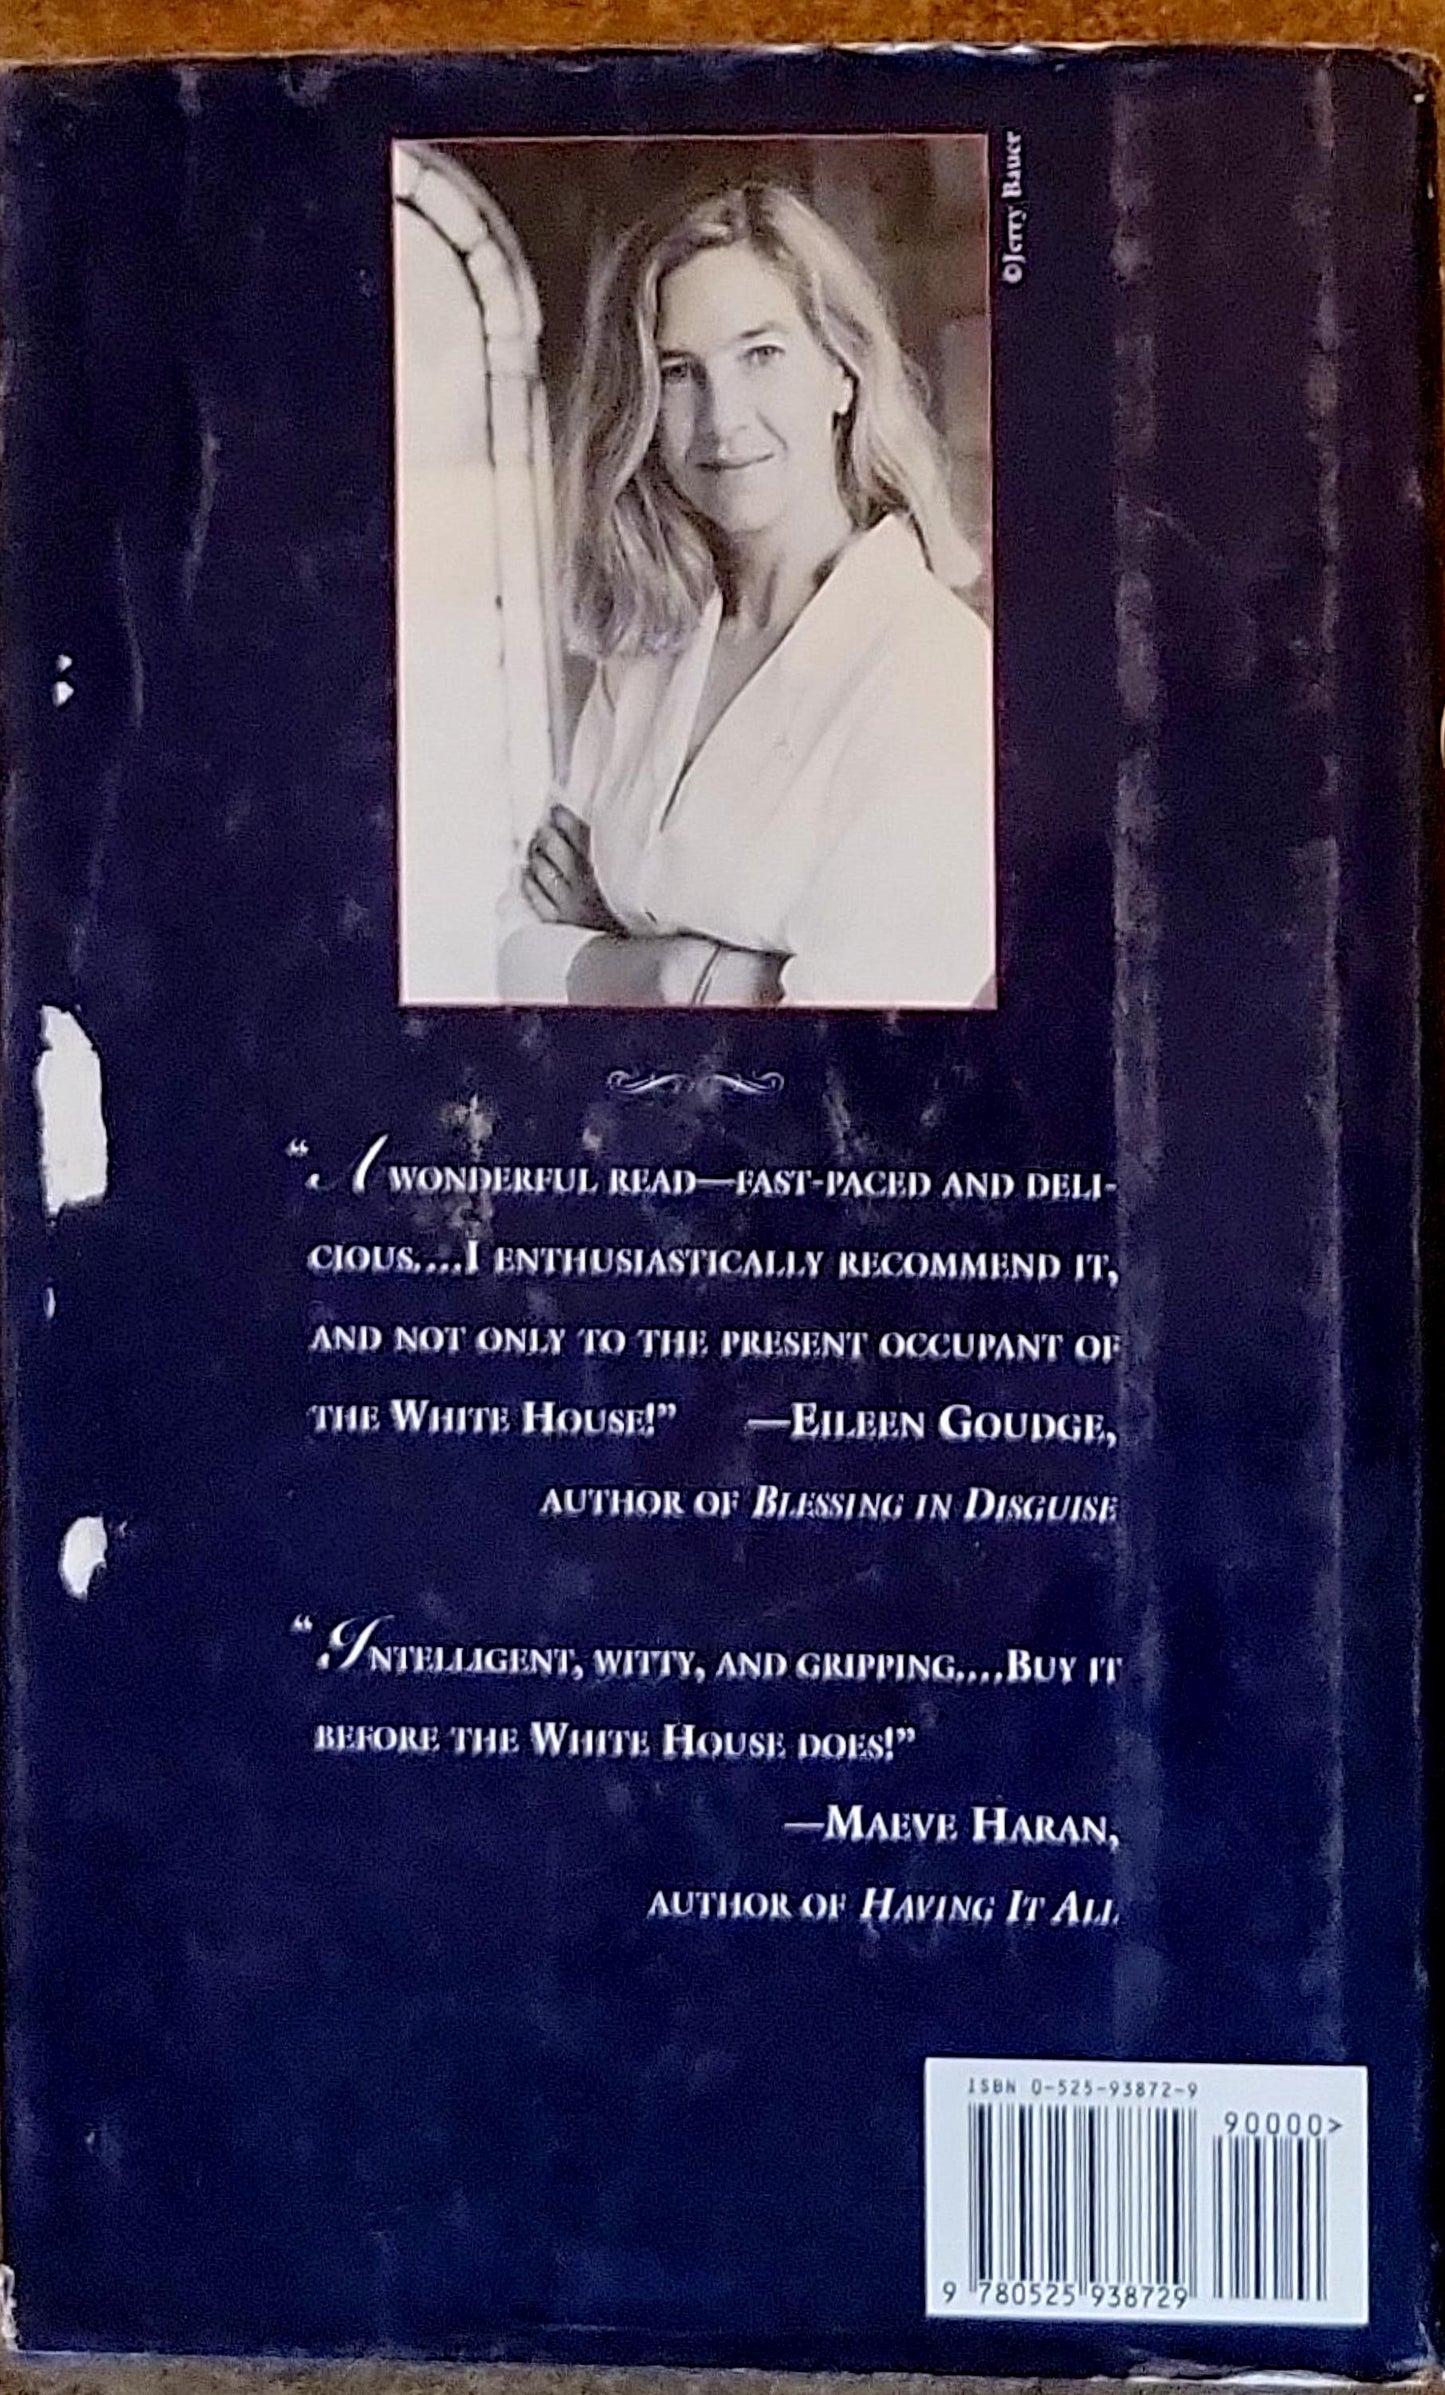 ©Jerry Bauer
“A WONDERFUL READ—FAST-PACED AND DELI-
CIOUS....I ENTHUSIASTICALLY RECOMMEND IT,
AND NOT ONLY TO THE PRESENT OCCUPANT OF
THE WHITE HOUSE!” —EILEEN GOUDGE,
AUTHOR OF BLESSING IN DISGUISE
“INTELLIGENT, WITTY, AND GRIPPING....BUY IT
BEFORE THE WHITE HOUSE DOES!”
—MAEVE HARAN,
AUTHOR OF HAVING IT ALL
ISBN 0-525-93872-9
90000>
9 780525 938729